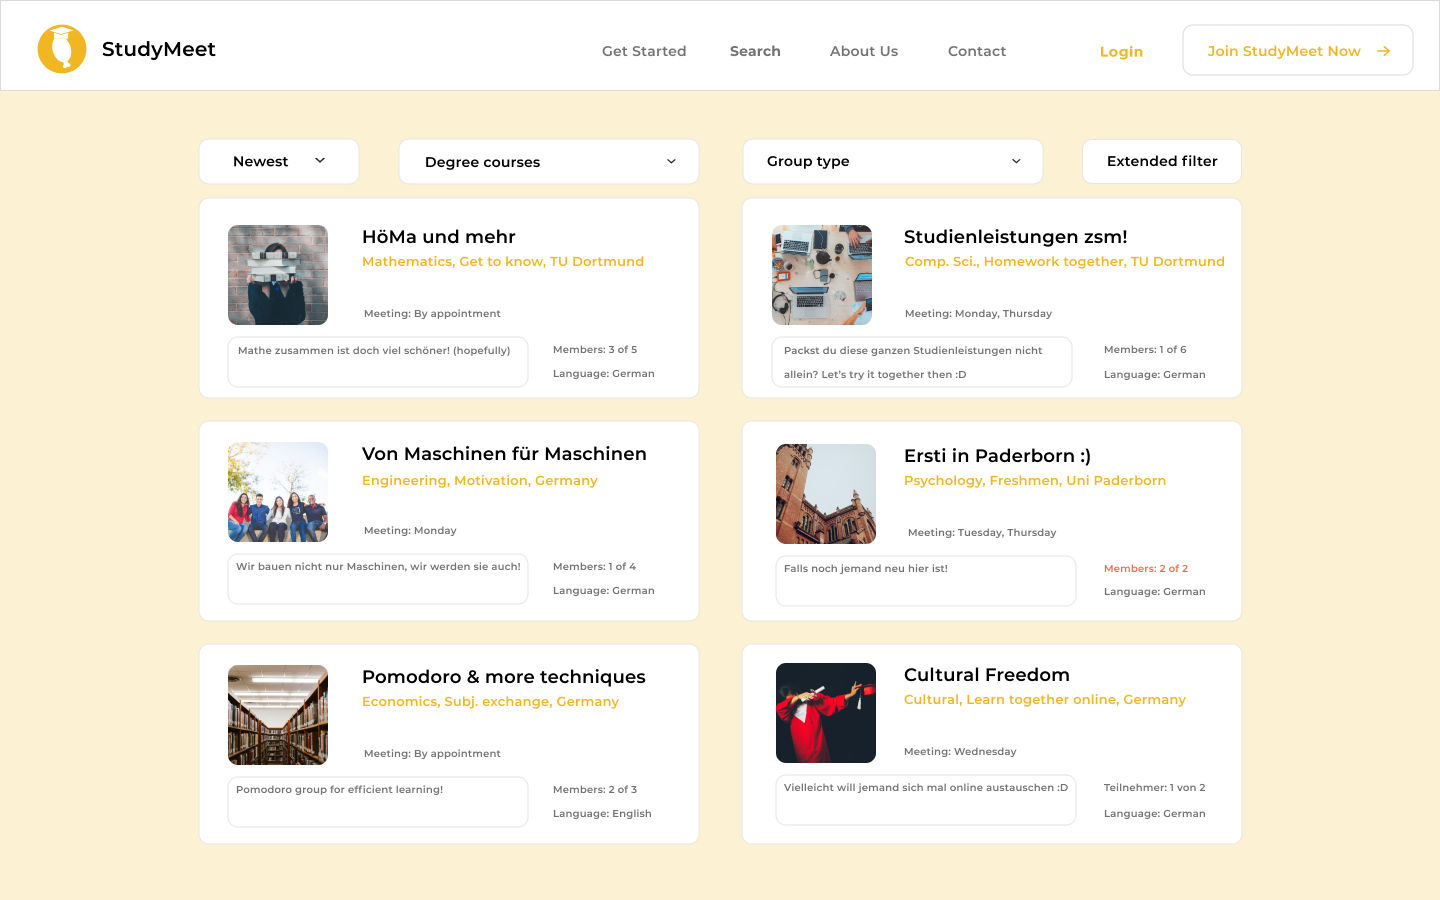 StudyMeet
Get Started
Search
About Us
Contact
Login
Join StudyMeet Now
Newest
Degree courses
Group type
Extended filter
HöMa und mehr
Mathematics, Get to know, TU Dortmund
Meeting: By appointment
Mathe zusammen ist doch viel schöner! (hopefully)
Members: 3 of 5
Language: German
Studienleistungen zsm!
Comp. Sci., Homework together, TU Dortmund
Meeting: Monday, Thursday
Packst du diese ganzen Studienleistungen nicht
allein? Let's try it together then :D
Members: 1 of 6
Language: German
Von Maschinen für Maschinen
Engineering, Motivation, Germany
Meeting: Monday
Wir bauen nicht nur Maschinen, wir werden sie auch!
Members: 1 of 4
Language: German
Ersti in Paderborn :)
Psychology, Freshmen, Uni Paderborn
Meeting: Tuesday, Thursday
Falls noch jemand neu hier ist!
Members: 2 of 2
Language: German
Pomodoro & more techniques
Economics, Subj. exchange, Germany
Meeting: By appointment
Pomodoro group for efficient learning!
Members: 2 of 3
Language: English
Cultural Freedom
Cultural, Learn together online, Germany
Meeting: Wednesday
Vielleicht will jemand sich mal online austauschen :D
Teilnehmer: 1 von 2
Language: German